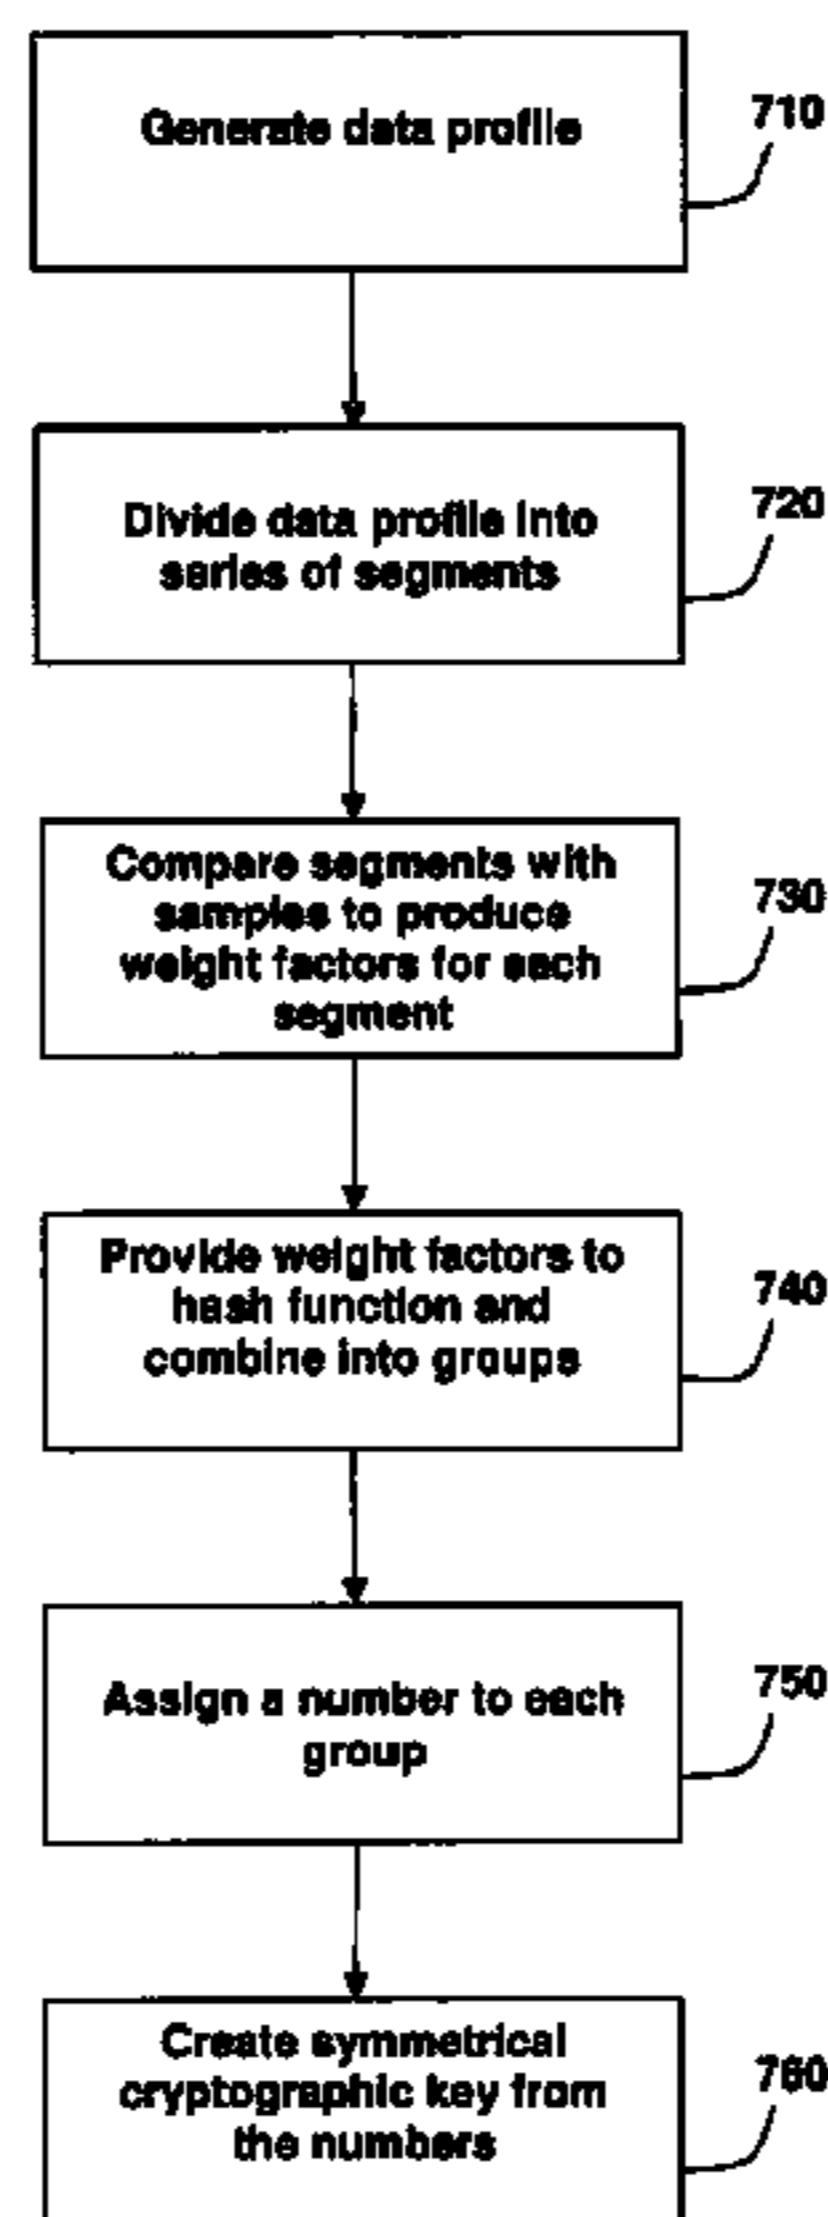 Generate data profile
710
Divide data profile into
series of segments
720
Compare segments with
samples to produce
weight factors for each
segment
730
Provide weight factors to
hash function and
combine into groups
740
Assign a number to each
group
750
Create symmetrical
cryptographic key from
the numbers
760